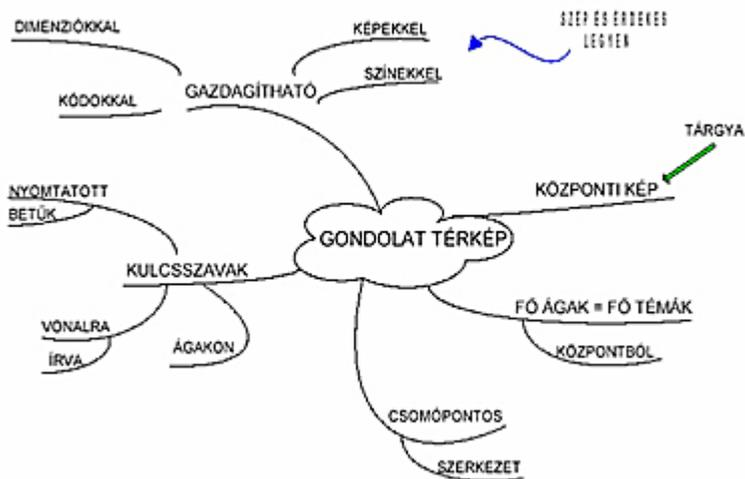 SZÉP ÉS ÉRDEKES
LEGYEN
DIMENZIÓKKAL
KÉPEKKEL
GAZDAGÍTHATÓ
SZÍNEKKEL
KÓDOKKAL
TÁRGYA
KÖZPONTI KÉP
NYOMTATOTT
BETŰK
GONDOLAT TÉRKÉP
KULCSSZAVAK
FŐ ÁGAK = FŐ TÉMÁK
VONALRA
ÍRVA
ÁGAKON
KÖZPONTBÓL
CSOMÓPONTOS
SZERKEZET